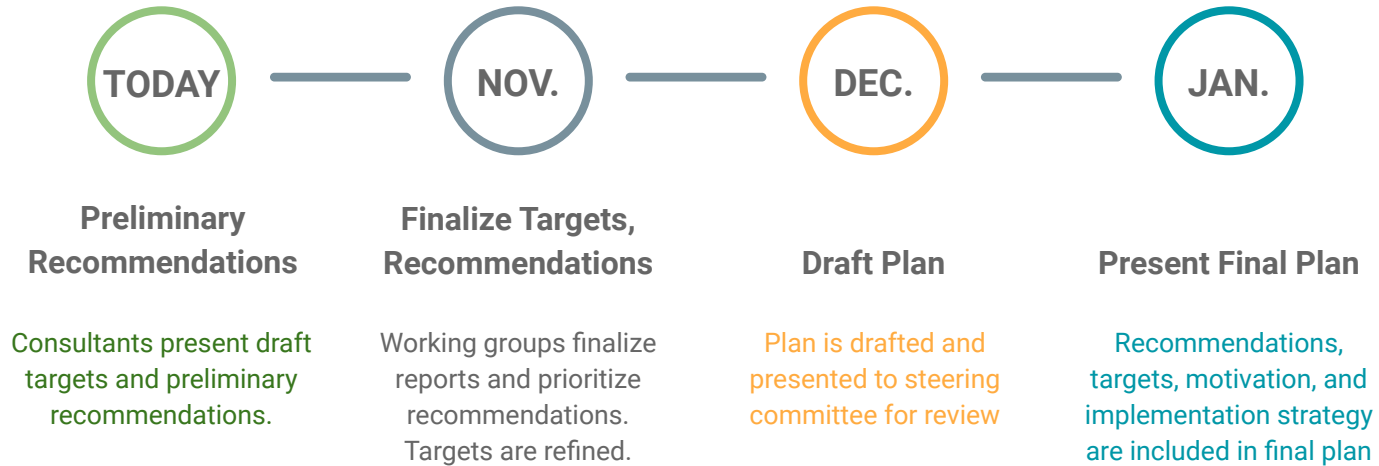 TODAY
NOV.
DEC.
JAN.
Preliminary
Recommendations
Consultants present draft
targets and preliminary
recommendations.
Finalize Targets,
Recommendations
Working groups finalize
reports and prioritize
recommendations.
Targets are refined.
Draft Plan
Plan is drafted and
presented to steering
committee for review
Present Final Plan
Recommendations,
targets, motivation, and
implementation strategy
are included in final plan